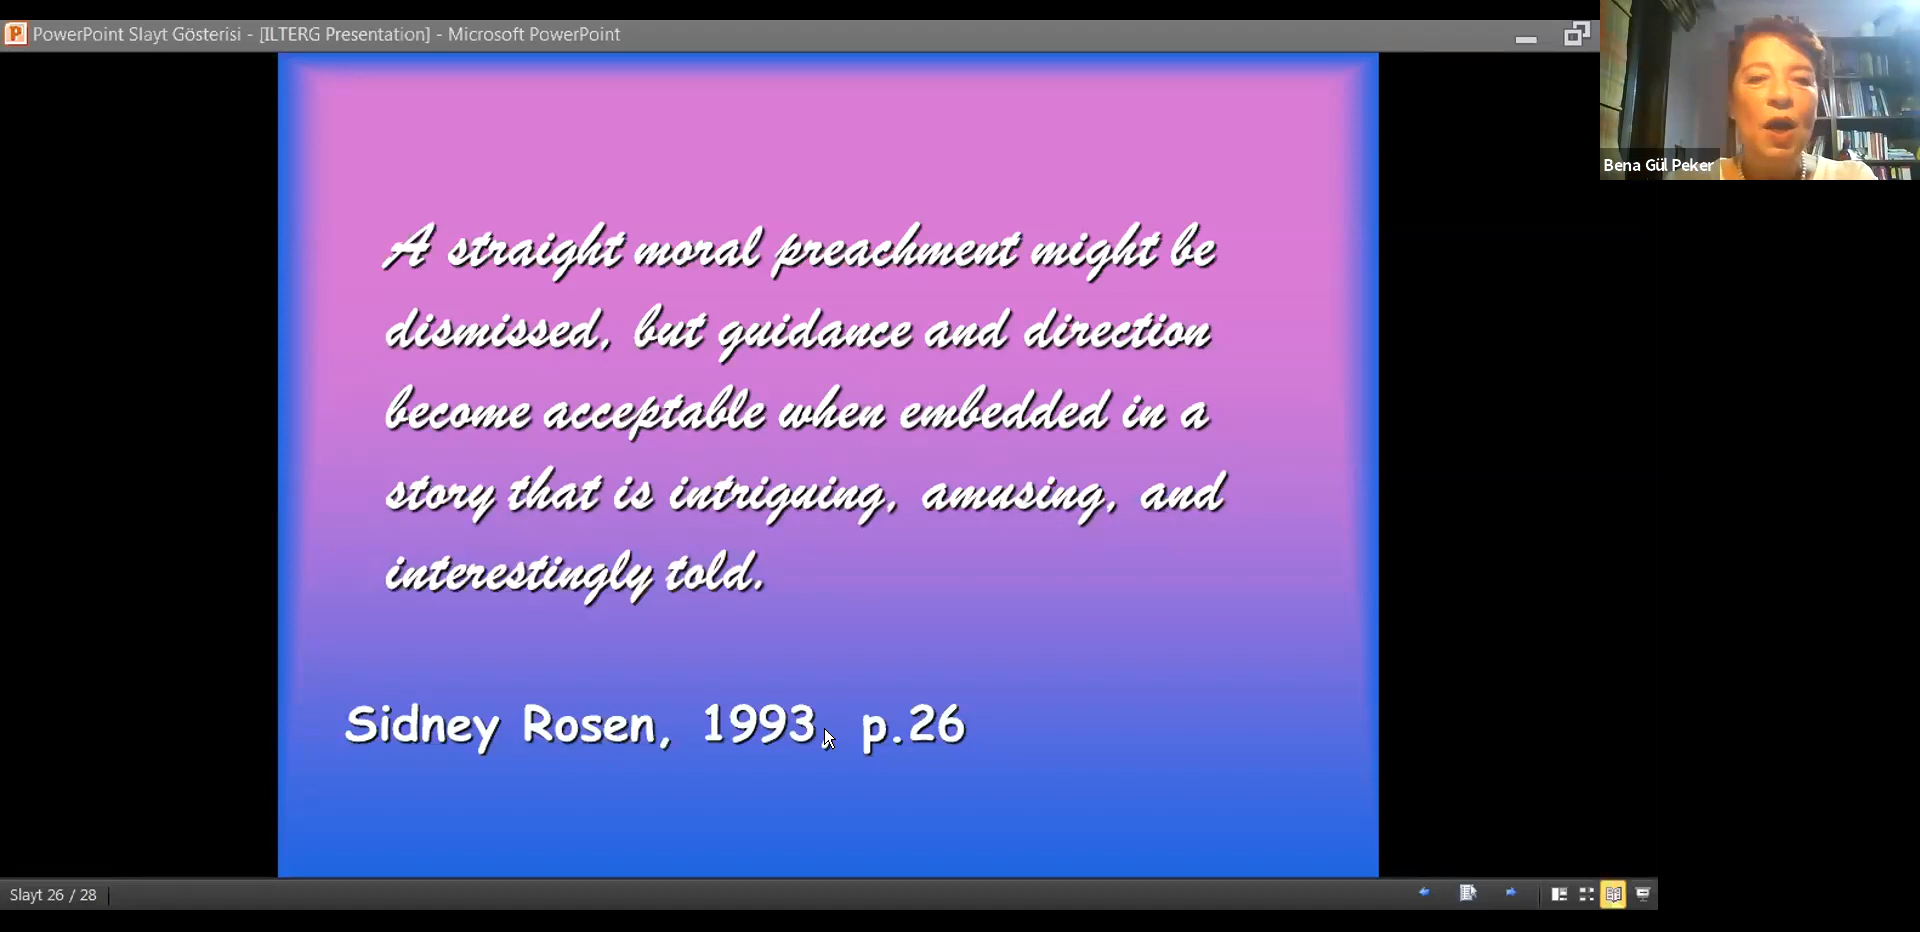 PowerPoint Slayt Gösterisi - [ILTERG Presentation] - Microsoft PowerPoint
Bena Gül Peker
A straight moral preachment might be
dismissed, but guidance and direction
become acceptable when embedded in a
story that is intriguing, amusing, and
interestingly told.
Sidney Rosen, 1993, p.26
Slayt 26 / 28